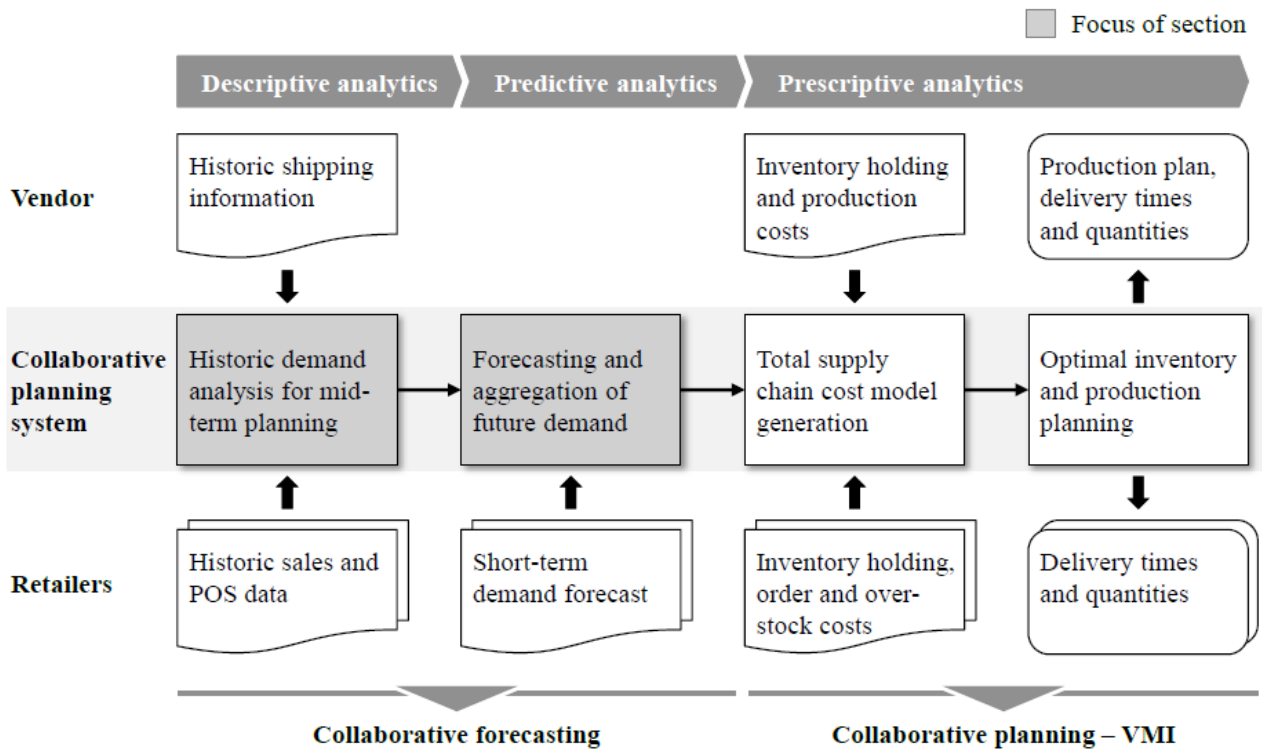 Focus of section
Descriptive analytics
Predictive analytics
Prescriptive analytics
Vendor
Historic shipping
information
Inventory holding
and production
costs
Production plan,
delivery times
and quantities
Collaborative
planning
system
Historic demand
analysis for mid-
term planning
Forecasting and
aggregation of
future demand
Total supply
chain cost model
generation
Optimal inventory
and production
planning
Retailers
Historic sales and
POS data
Short-term
demand forecast
Inventory holding,
order and over-
stock costs
Delivery times
and quantities
Collaborative forecasting
Collaborative planning – VMI